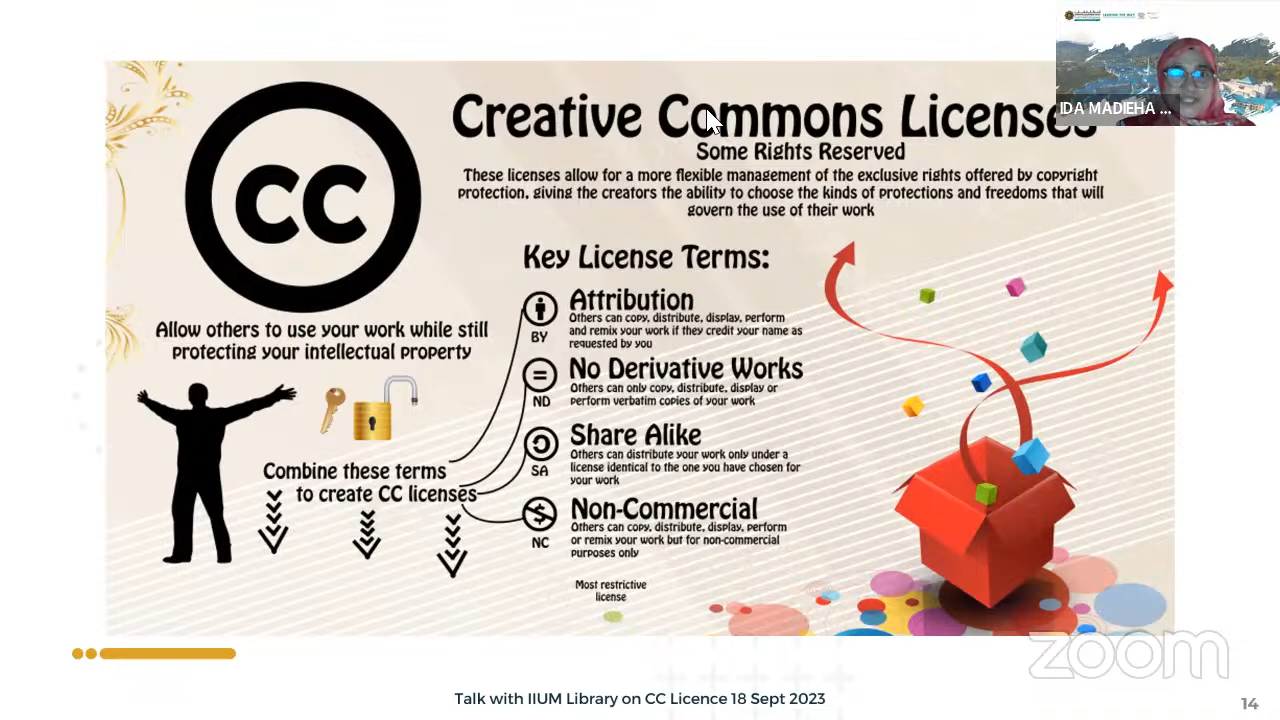 CC
Creative Commons Licenses
Some Rights Reserved
These licenses allow for a more flexible management of the exclusive rights offered by copyright
protection, giving the creators the ability to choose the kinds of protections and freedoms that will
govern the use of their work
IDA MADIEHA ...
Key License Terms:
Allow others to use your work while still
protecting your intellectual property
BY
Attribution
Others can copy, distribute, display, perform
and remix your work if they credit your name as
requested by you
ND
No Derivative Works
Others can only copy, distribute, display or
perform verbatim copies of your work
SA
Share Alike
Others can distribute your work only under a
license identical to the one you have chosen for
your work
NC
Non-Commercial
Others can copy, distribute, display, perform
or remix your work but for non-commercial
purposes only
Combine these terms
to create CC licenses
Most restrictive
license
zoom
Talk with IIUM Library on CC Licence 18 Sept 2023
14